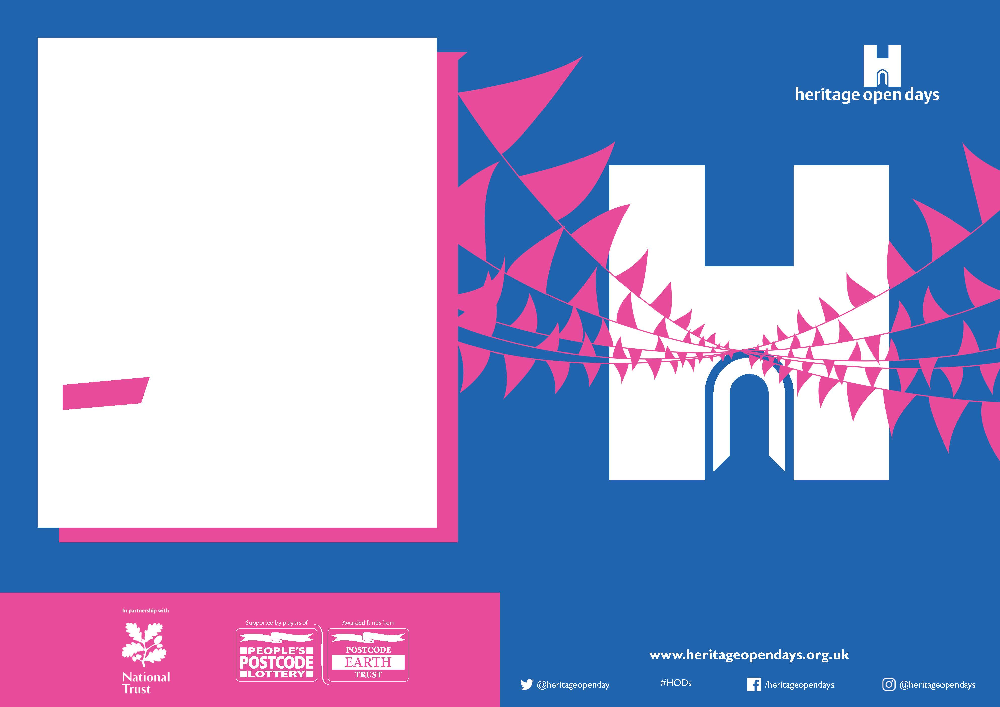 heritage open days
In partnership with
National
Trust
Supported by players of
PEOPLE'S
POSTCODE
LOTTERY
Awarded funds from
POSTCODE
EARTH
TRUST
www.heritageopendays.org.uk
@heritageopenday
#HODs
/heritageopendays
@heritageopendays